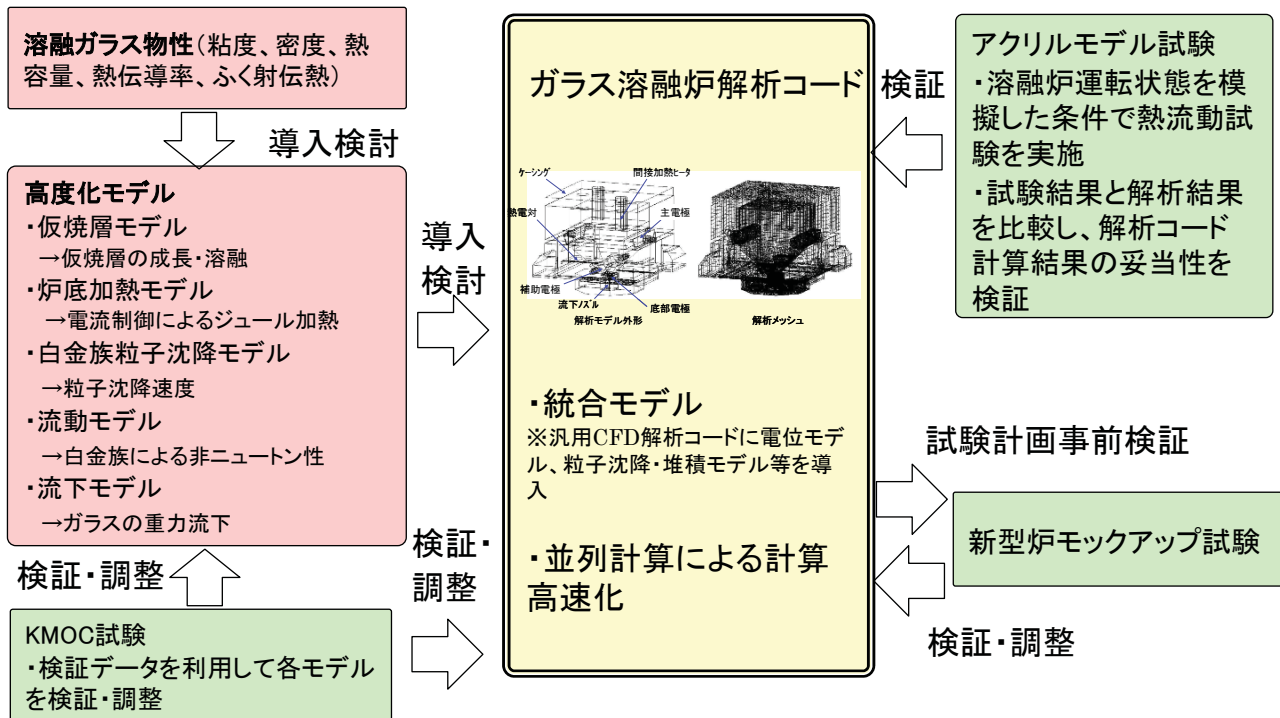 溶融ガラス物性(粘度、密度、熱
容量、熱伝導率、ふく射伝熱)
導入検討
高度化モデル
・仮焼層モデル
→仮焼層の成長・溶融
・炉底加熱モデル
→電流制御によるジュール加熱
・白金族粒子沈降モデル
→粒子沈降速度
・流動モデル
→白金族による非ニュートン性
・流下モデル
→ガラスの重力流下
検証・調整
KMOC試験
・検証データを利用して各モデル
を検証・調整
導入
検討
検証・
調整
ガラス溶融炉解析コード
ケーシング
間接加熱ヒータ
熱電対
主電極
補助電極
流下ノズル
底部電極
解析モデル外形
解析メッシュ
・統合モデル
※汎用CFD解析コードに電位モデ
ル、粒子沈降・堆積モデル等を導
入
・並列計算による計算
高速化
検証
アクリルモデル試験
・溶融炉運転状態を模
擬した条件で熱流動試
験を実施
・試験結果と解析結果
を比較し、解析コード
計算結果の妥当性を
検証
試験計画事前検証
新型炉モックアップ試験
検証・調整